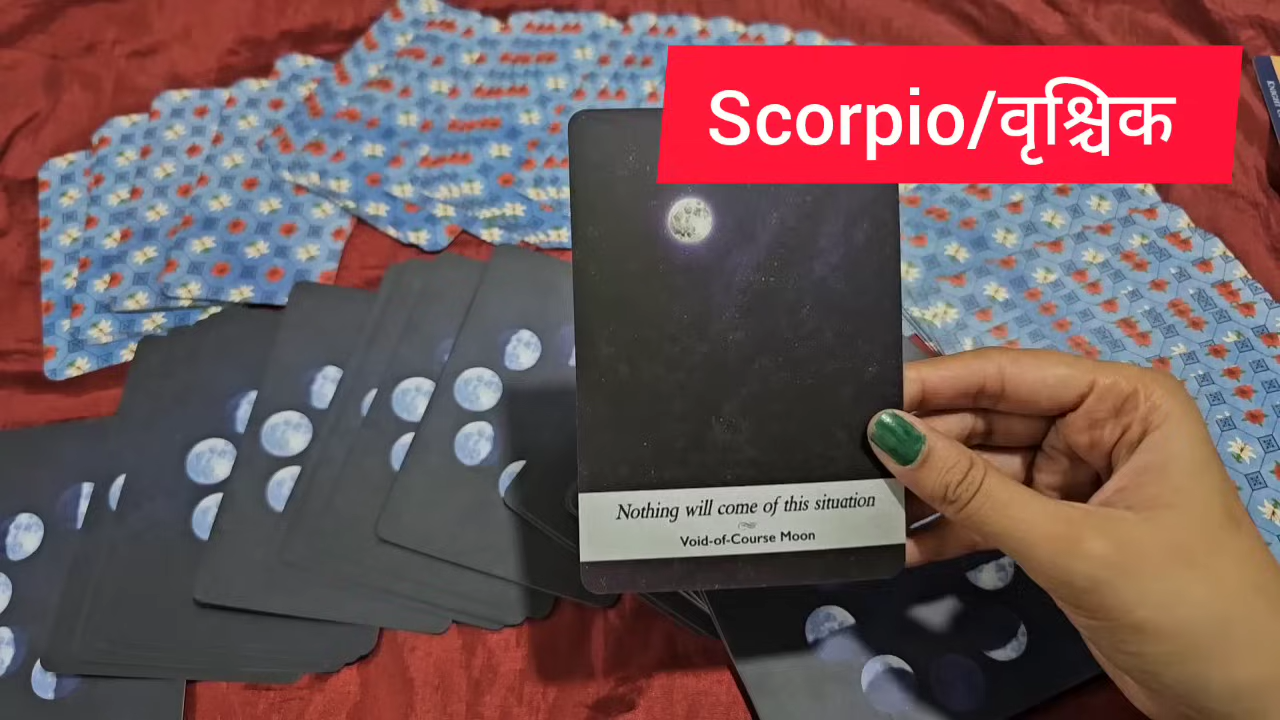 Scorpio/वृश्चिक
Nothing will come of this situation
Void-of-Course Moon